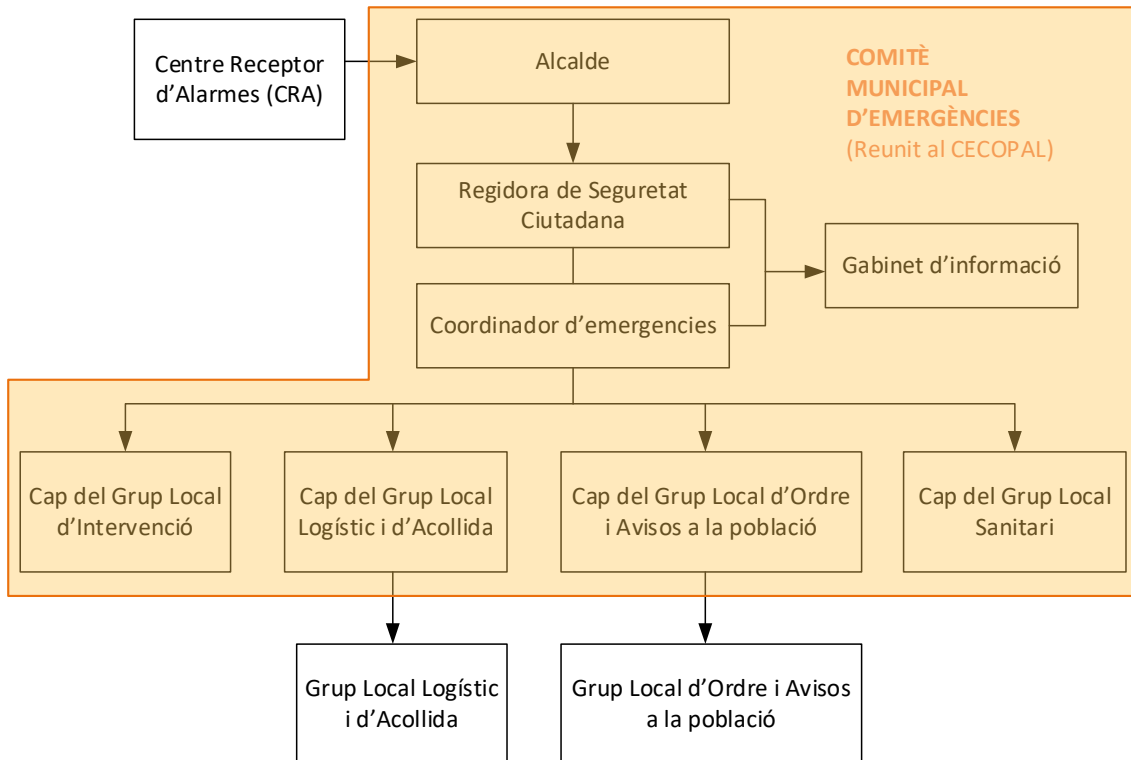 Centre Receptor
d’Alarmes (CRA)
Alcalde
COMITÈ
MUNICIPAL
D’EMERGÈNCIES
(Reunit al CECOPAL)
Regidora de Seguretat
Ciutadana
Gabinet d’informació
Coordinador d’emergencies
Cap del Grup Local
d’Intervenció
Cap del Grup Local
Logístic i d’Acollida
Cap del Grup Local d’Ordre
i Avisos a la població
Cap del Grup Local
Sanitari
Grup Local Logístic
i d’Acollida
Grup Local d’Ordre i Avisos
a la població